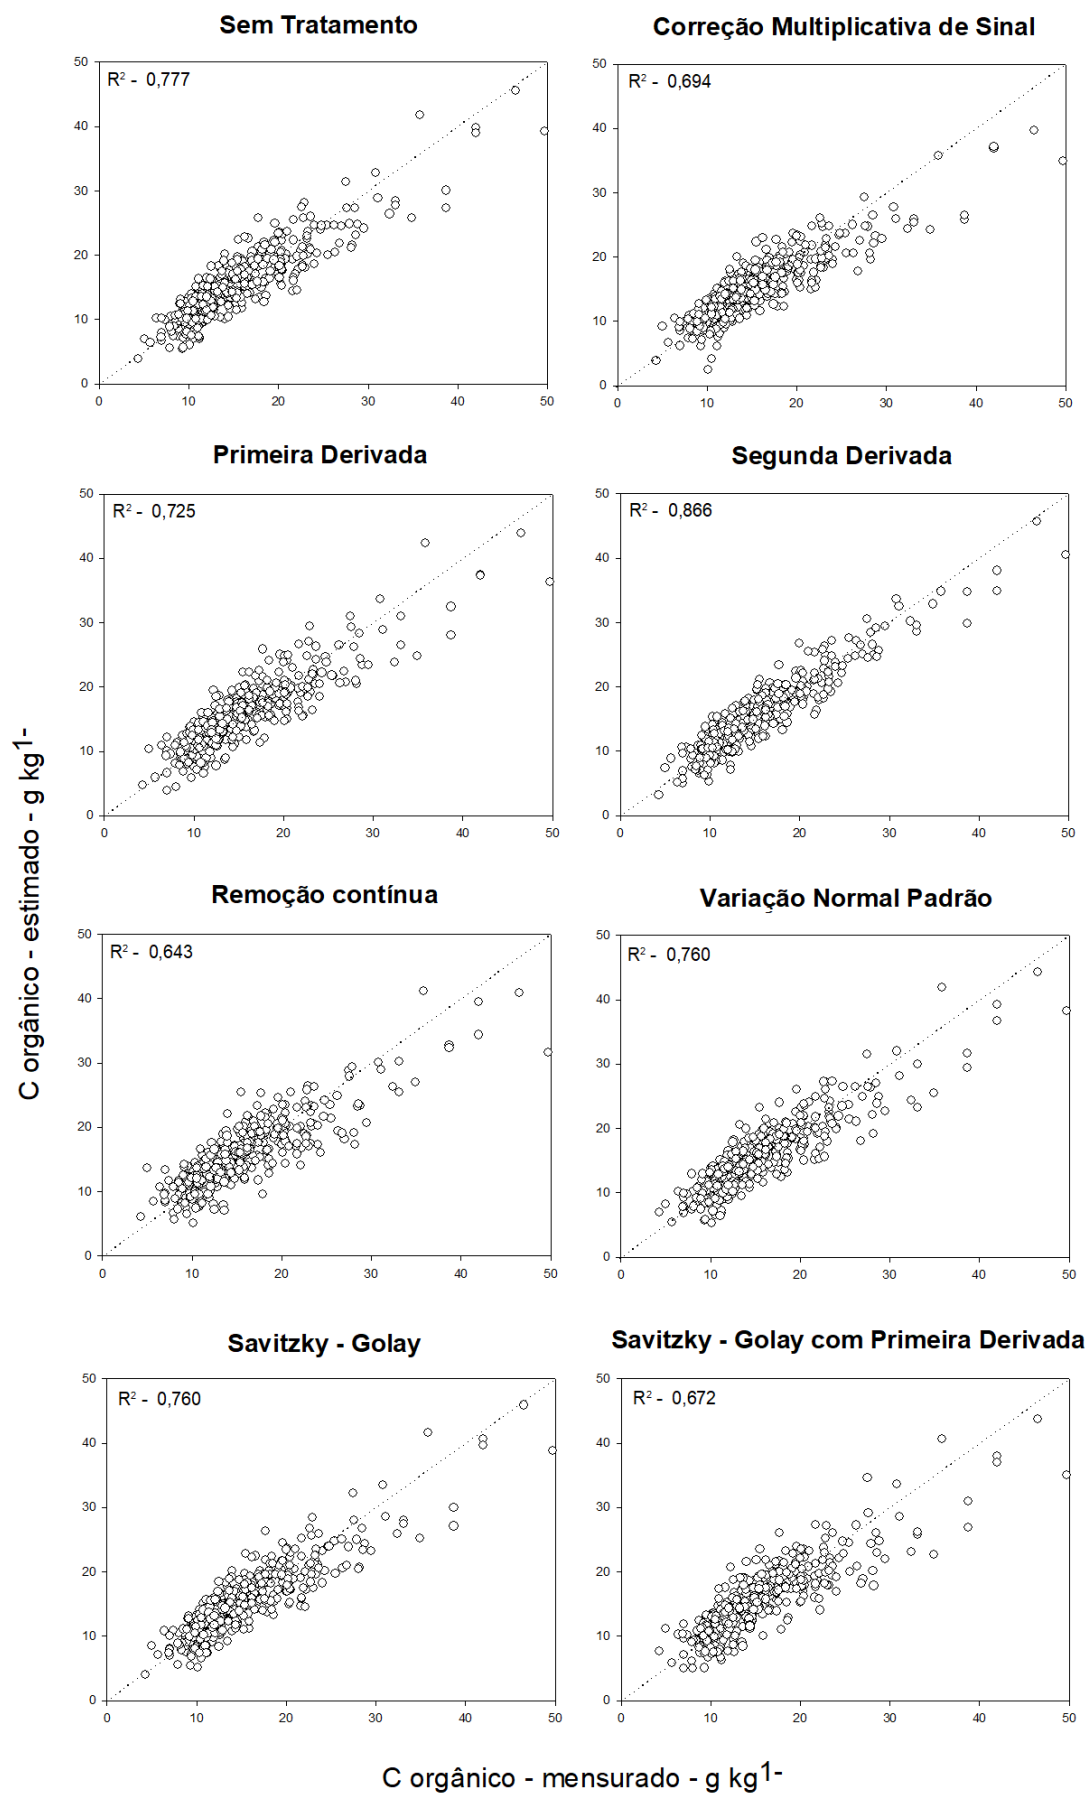 Sem Tratamento
Correção Multiplicativa de Sinal
R² - 0,777
50
40
30
20
10
0
0 10 20 30 40 50
R² - 0,694
50
40
30
20
10
0
0 10 20 30 40 50
Primeira Derivada
Segunda Derivada
R² - 0,725
50
40
30
20
10
0
0 10 20 30 40 50
R² - 0,866
50
40
30
20
10
0
0 10 20 30 40 50
C orgânico - estimado - g kg1-
Remoção contínua
Variação Normal Padrão
R² - 0,643
50
40
30
20
10
0
0 10 20 30 40 50
R² - 0,760
50
40
30
20
10
0
0 10 20 30 40 50
Savitzky - Golay
Savitzky - Golay com Primeira Derivada
R² - 0,760
50
40
30
20
10
0
0 10 20 30 40 50
R² - 0,672
50
40
30
20
10
0
0 10 20 30 40 50
C orgânico - mensurado - g kg1-